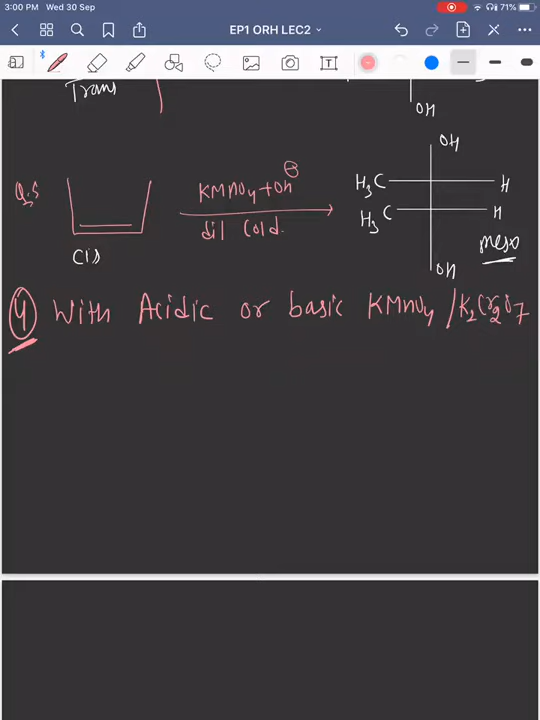 3:00 PM Wed 30 Sep
71%
EP1 ORH LEC2
T
Trans
OH
Q.5
KMnO4 + OH⊖
dil Cold.
Cis
OH
H3C
H
H3C
H
meso
OH
4 With Acidic or basic KMnO4 / K2Cr2O7